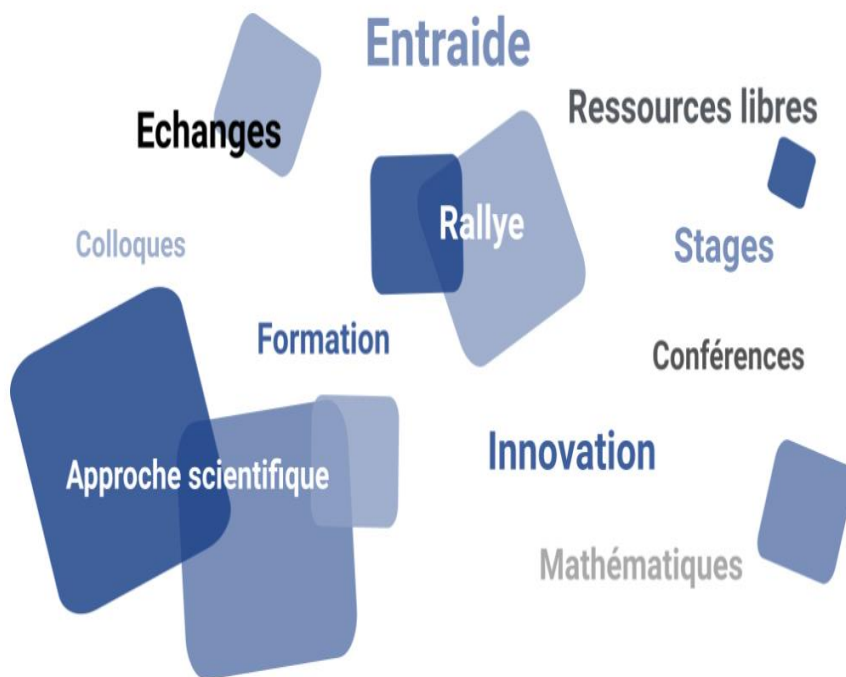 Entraide
Ressources libres
Echanges
Rallye
Colloques
Stages
Formation
Conférences
Innovation
Approche scientifique
Mathématiques